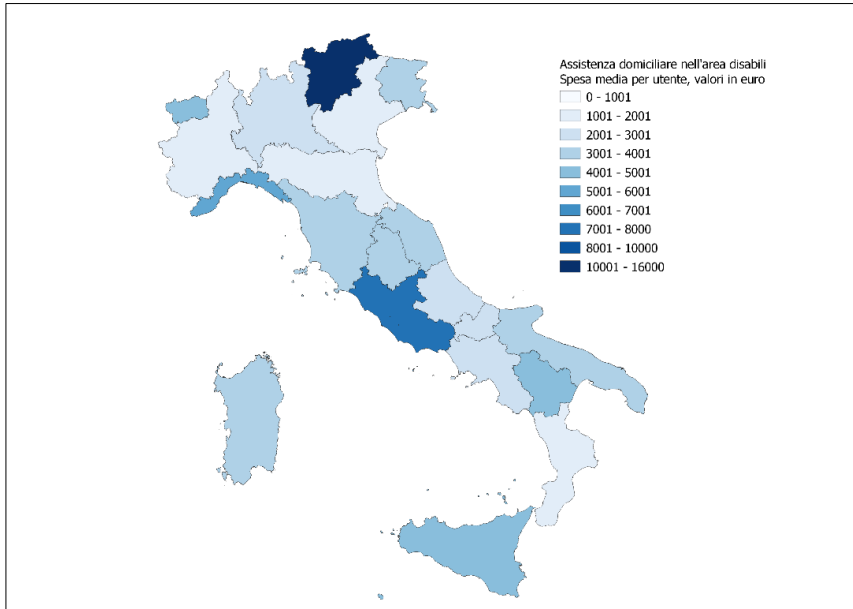 Assistenza domiciliare nell'area disabili
Spesa media per utente, valori in euro
0 - 1001
1001 - 2001
2001 - 3001
3001 - 4001
4001 - 5001
5001 - 6001
6001 - 7001
7001 - 8000
8001 - 10000
10001 - 16000